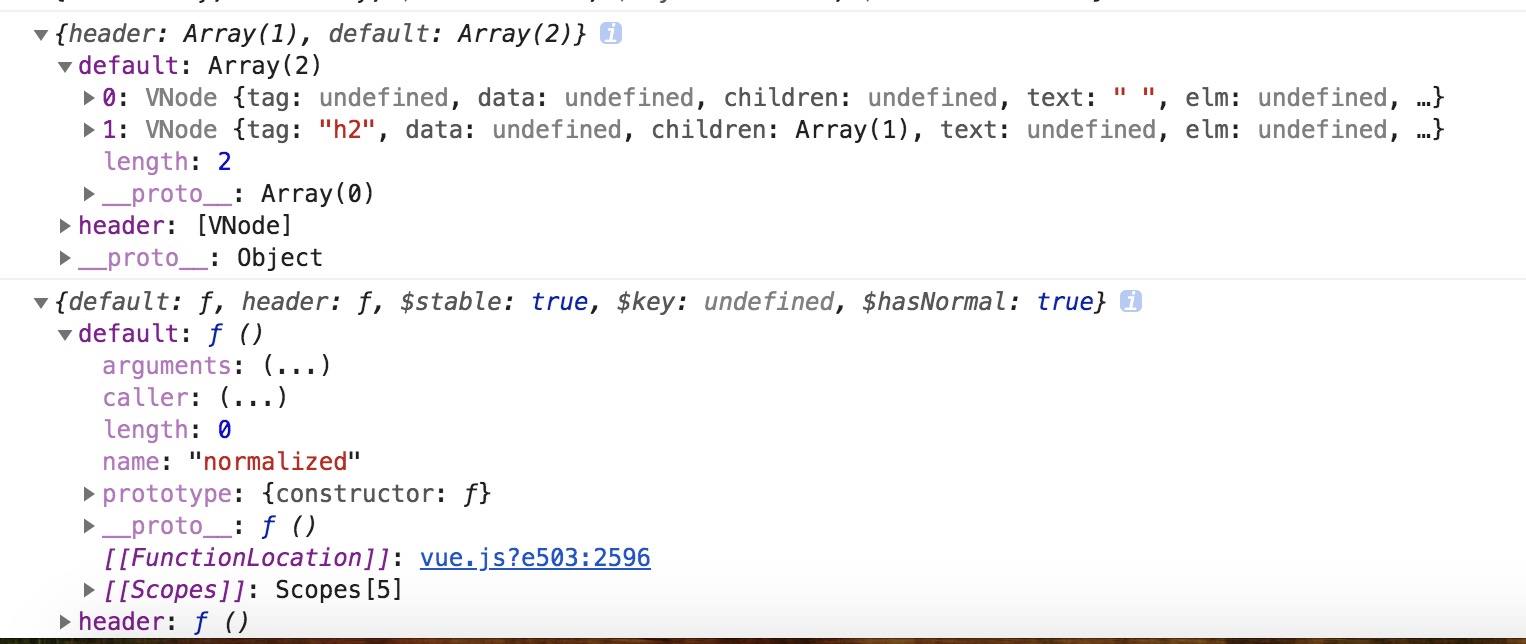 {header: Array(1), default: Array(2)} i
default: Array(2)
0: VNode {tag: undefined, data: undefined, children: undefined, text: " ", elm: undefined, …}
1: VNode {tag: "h2", data: undefined, children: Array(1), text: undefined, elm: undefined, …}
length: 2
__proto__: Array(0)
header: [VNode]
__proto__: Object
{default: ƒ, header: ƒ, $stable: true, $key: undefined, $hasNormal: true} i
default: ƒ ()
arguments: (...)
caller: (...)
length: 0
name: "normalized"
prototype: {constructor: ƒ}
__proto__: ƒ ()
[[FunctionLocation]]: vue.js?e503:2596
[[Scopes]]: Scopes[5]
header: ƒ ()